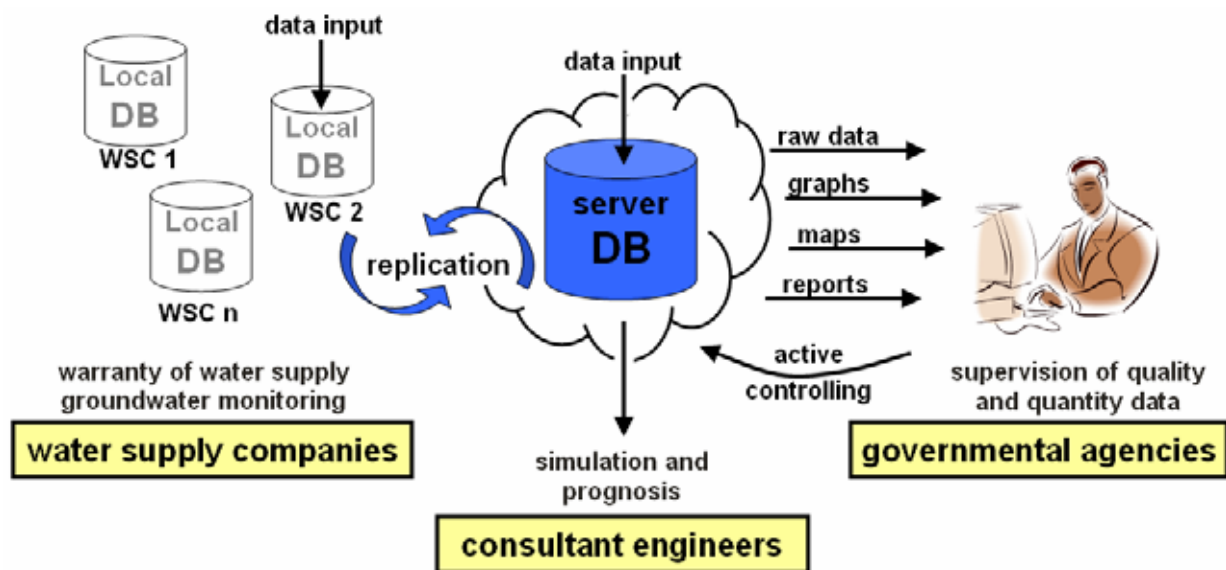 data input
Local
DB
WSC 1
Local
DB
WSC 2
Local
DB
WSC n
replication
data input
server
DB
raw data
graphs
maps
reports
active
controlling
warranty of water supply
groundwater monitoring
water supply companies
simulation and
prognosis
consultant engineers
supervision of quality
and quantity data
governmental agencies